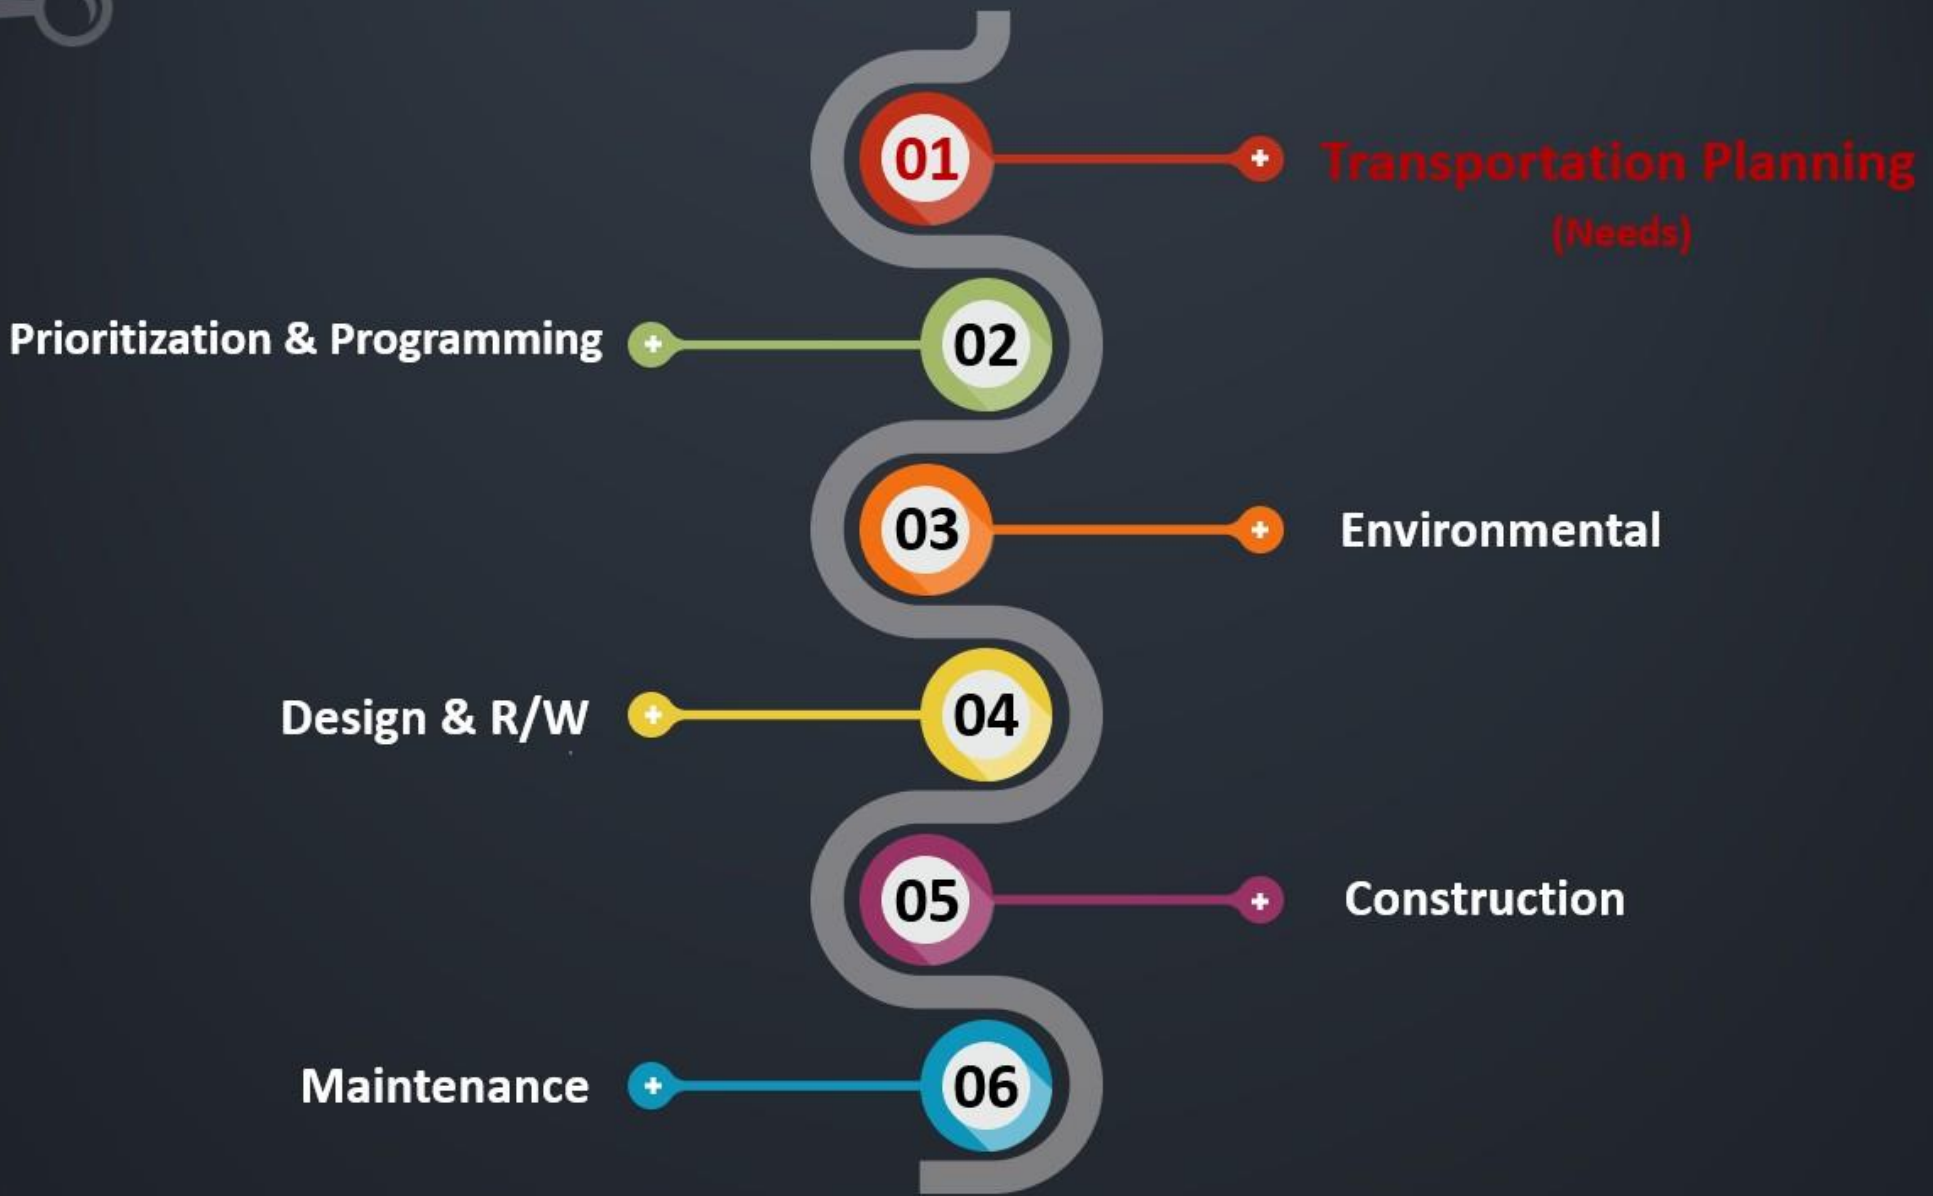 01
Transportation Planning
(Needs)
Prioritization & Programming
02
03
Environmental
Design & R/W
04
05
Construction
Maintenance
06